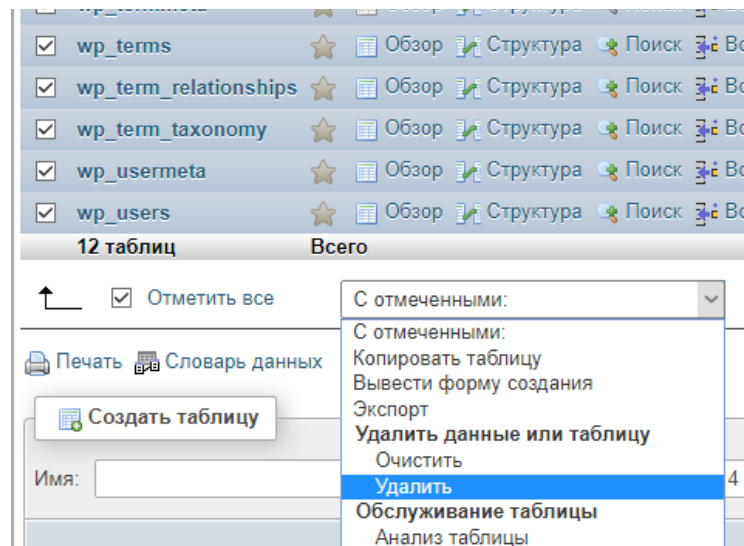 wp_terms Обзор Структура Поиск
wp_term_relationships Обзор Структура Поиск
wp_term_taxonomy Обзор Структура Поиск
wp_usermeta Обзор Структура Поиск
wp_users Обзор Структура Поиск
12 таблиц Всего
Отметить все С отмеченными:
С отмеченными:
Печать Словарь данных Копировать таблицу
Вывести форму создания
Экспорт
Создать таблицу Удалить данные или таблицу
Очистить
Имя: Удалить 4
Обслуживание таблицы
Анализ таблицы